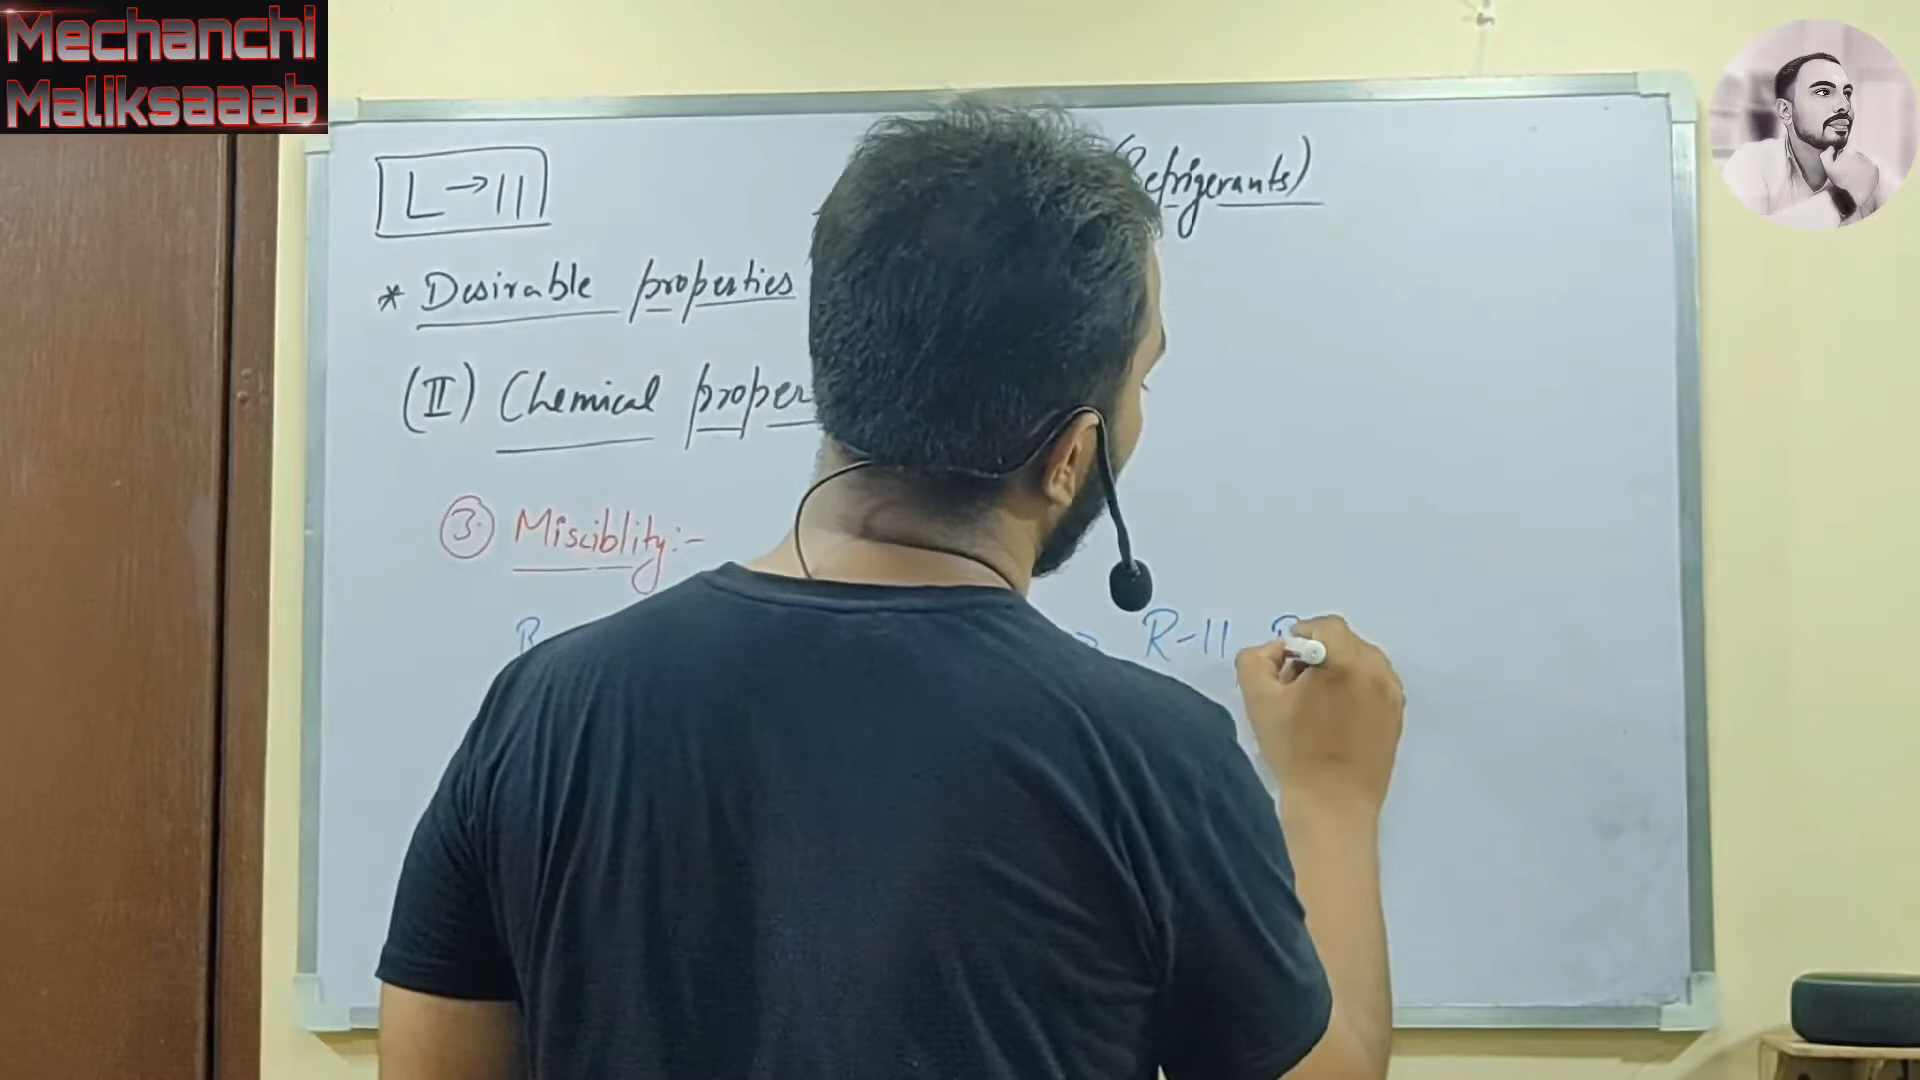 Mechanchi
Maliksaaab
L→11
Refrigerants)
* Desirable properties
(II) Chemical proper
3. Misciblity:-
R-11